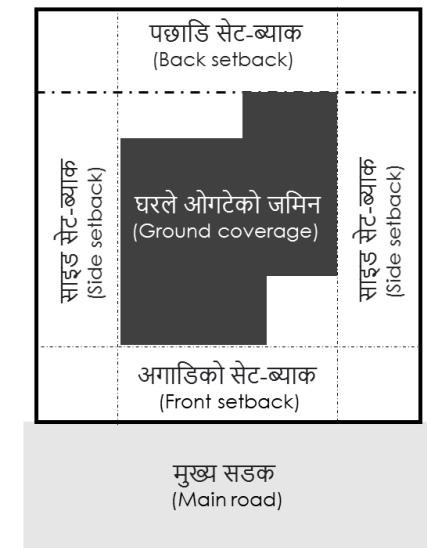 पछाडि सेट-ब्याक
(Back setback)
साइड सेट-ब्याक
(Side setback)
घरले ओगटेको जमिन
(Ground coverage)
साइड सेट-ब्याक
(Side setback)
अगाडिको सेट-ब्याक
(Front setback)
मुख्य सडक
(Main road)